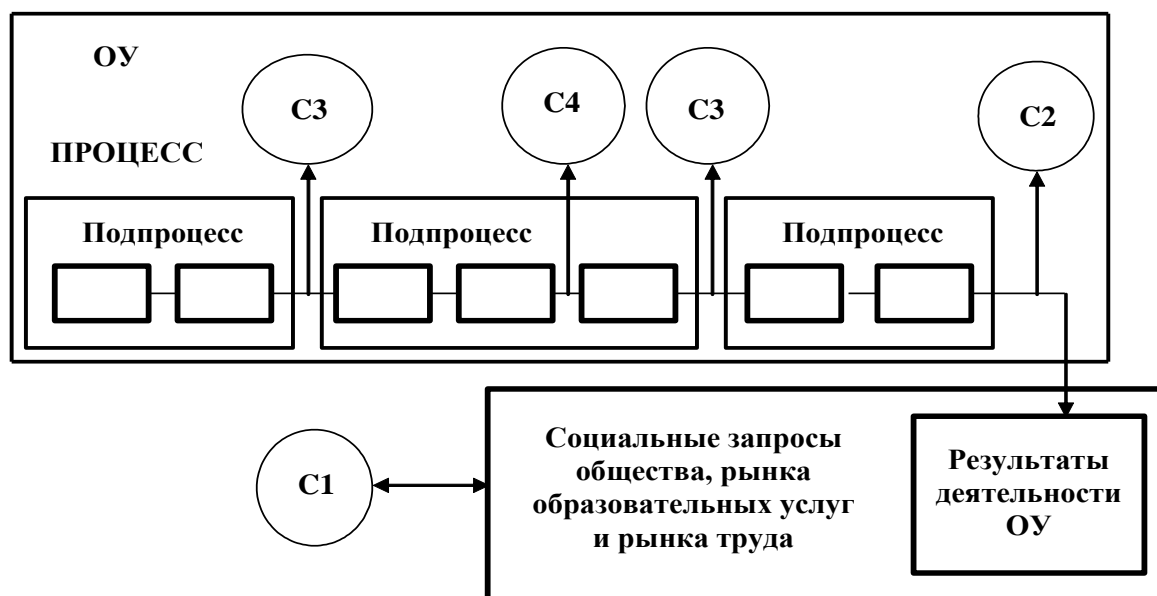 ОУ
С3
С4
С3
С2
ПРОЦЕСС
Подпроцесс
Подпроцесс
Подпроцесс
С1
Социальные запросы
общества, рынка
образовательных услуг
и рынка труда
Результаты
деятельности
ОУ